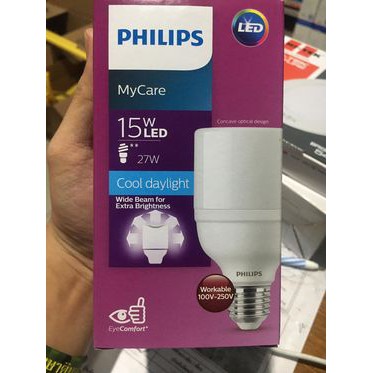 PHILIPS
LED
MyCare
15W LED
**
27W
Concave optical design
Cool daylight
Wide Beam for
Extra Brightness
PHILIPS
Workable
100V-250V
EyeComfort*